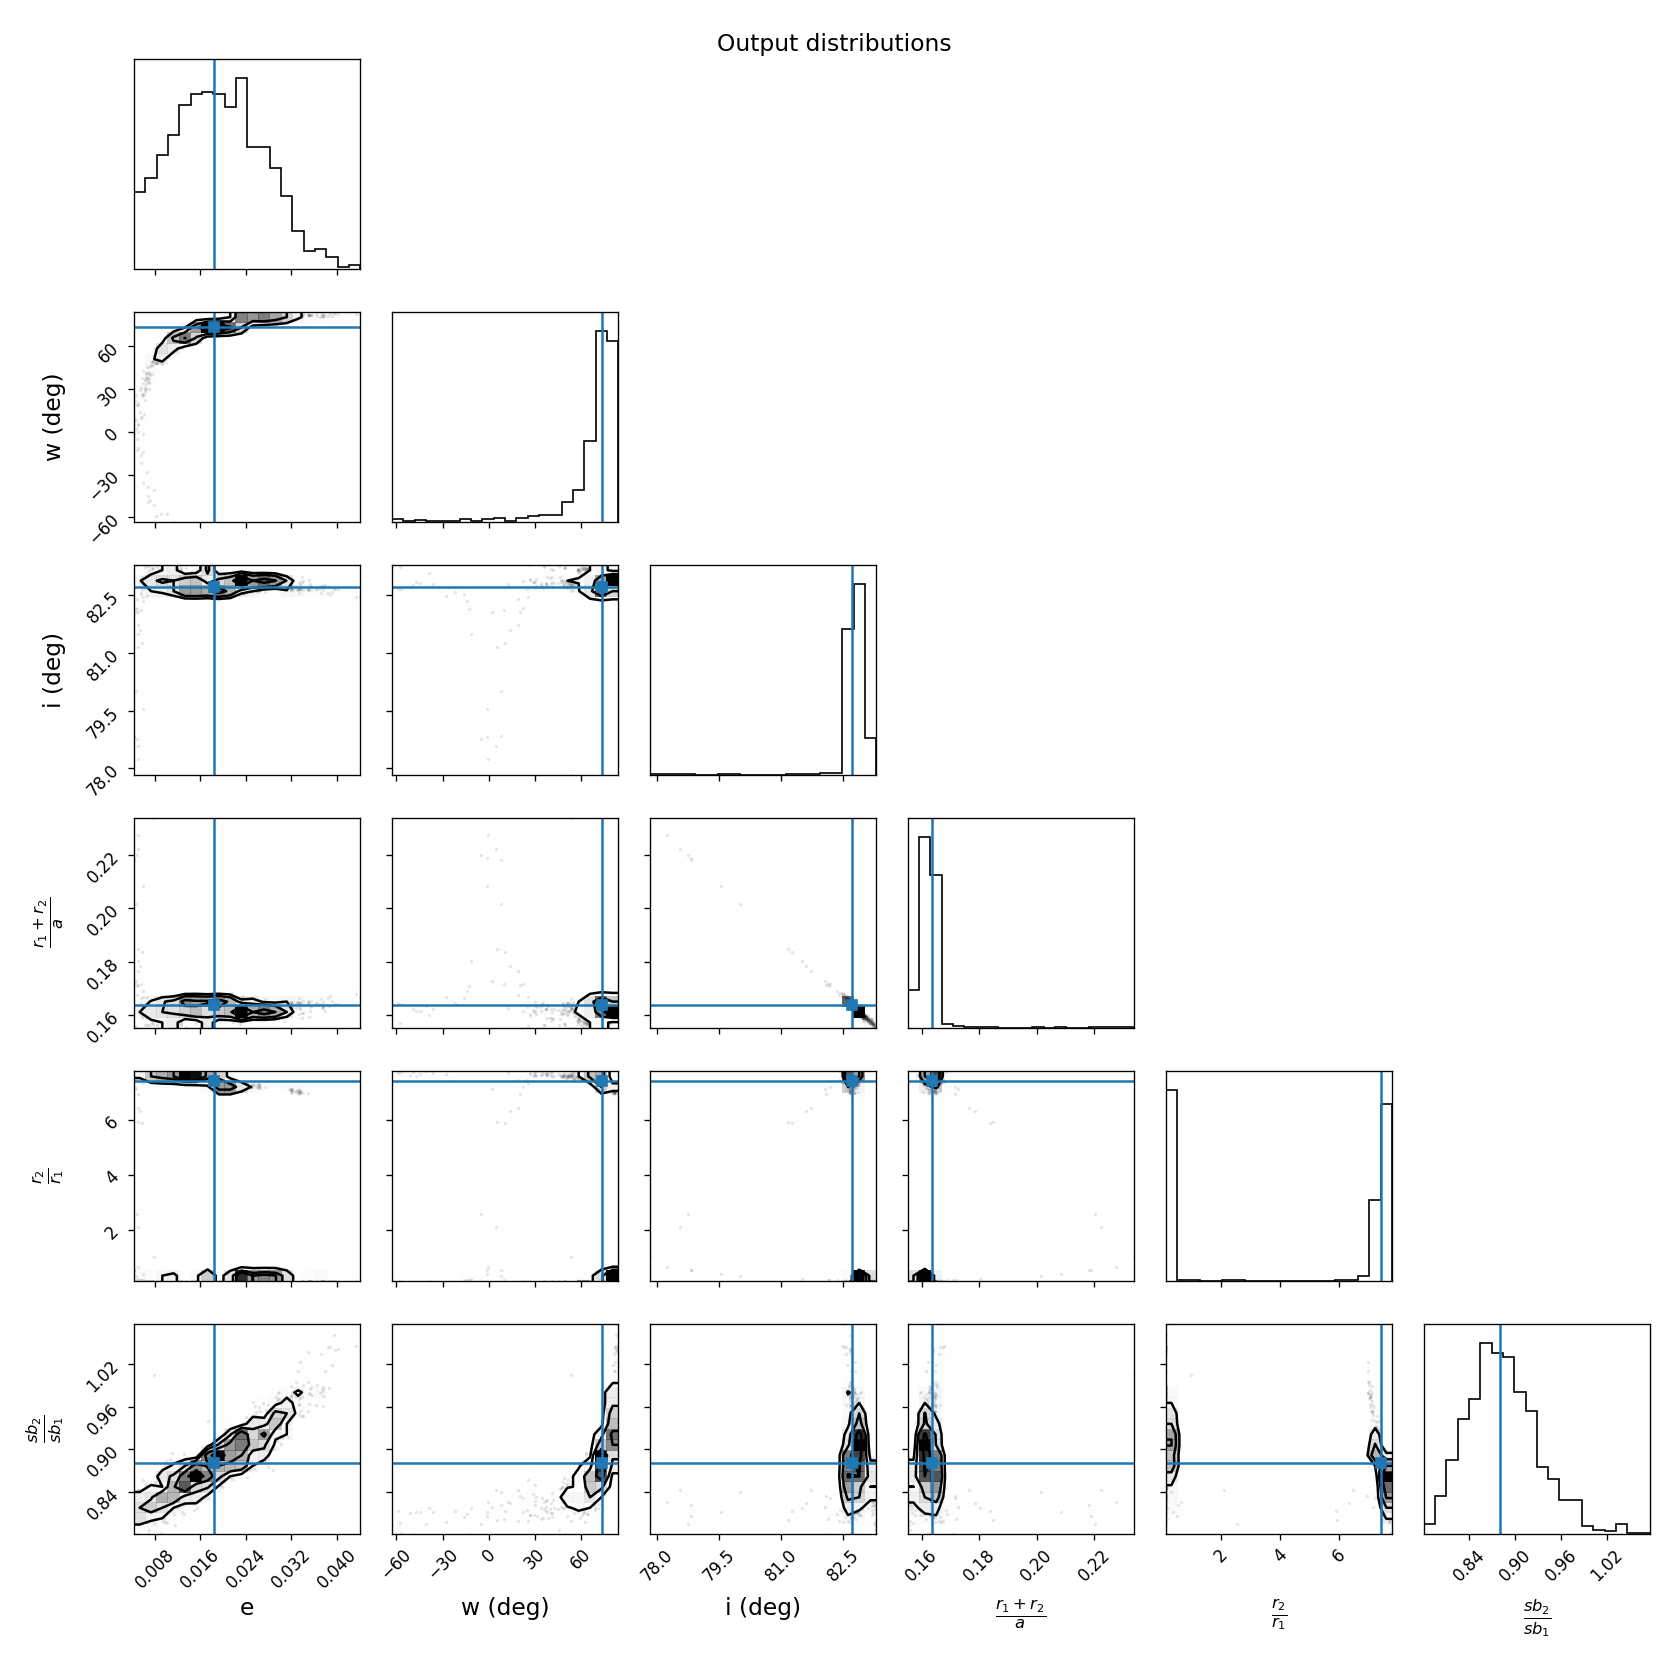 Output distributions
w (deg)
60
30
0
−30
−60
i (deg)
82.5
81.0
79.5
78.0
r1 + r2
a
0.22
0.20
0.18
0.16
r2
r1
6
4
2
sb2
sb1
1.02
0.96
0.90
0.84
0.008 0.016 0.024 0.032 0.040
−60 −30 0 30 60
78.0 79.5 81.0 82.5
0.16 0.18 0.20 0.22
2 4 6
0.84 0.90 0.96 1.02
e
w (deg)
i (deg)
r1 + r2
a
r2
r1
sb2
sb1